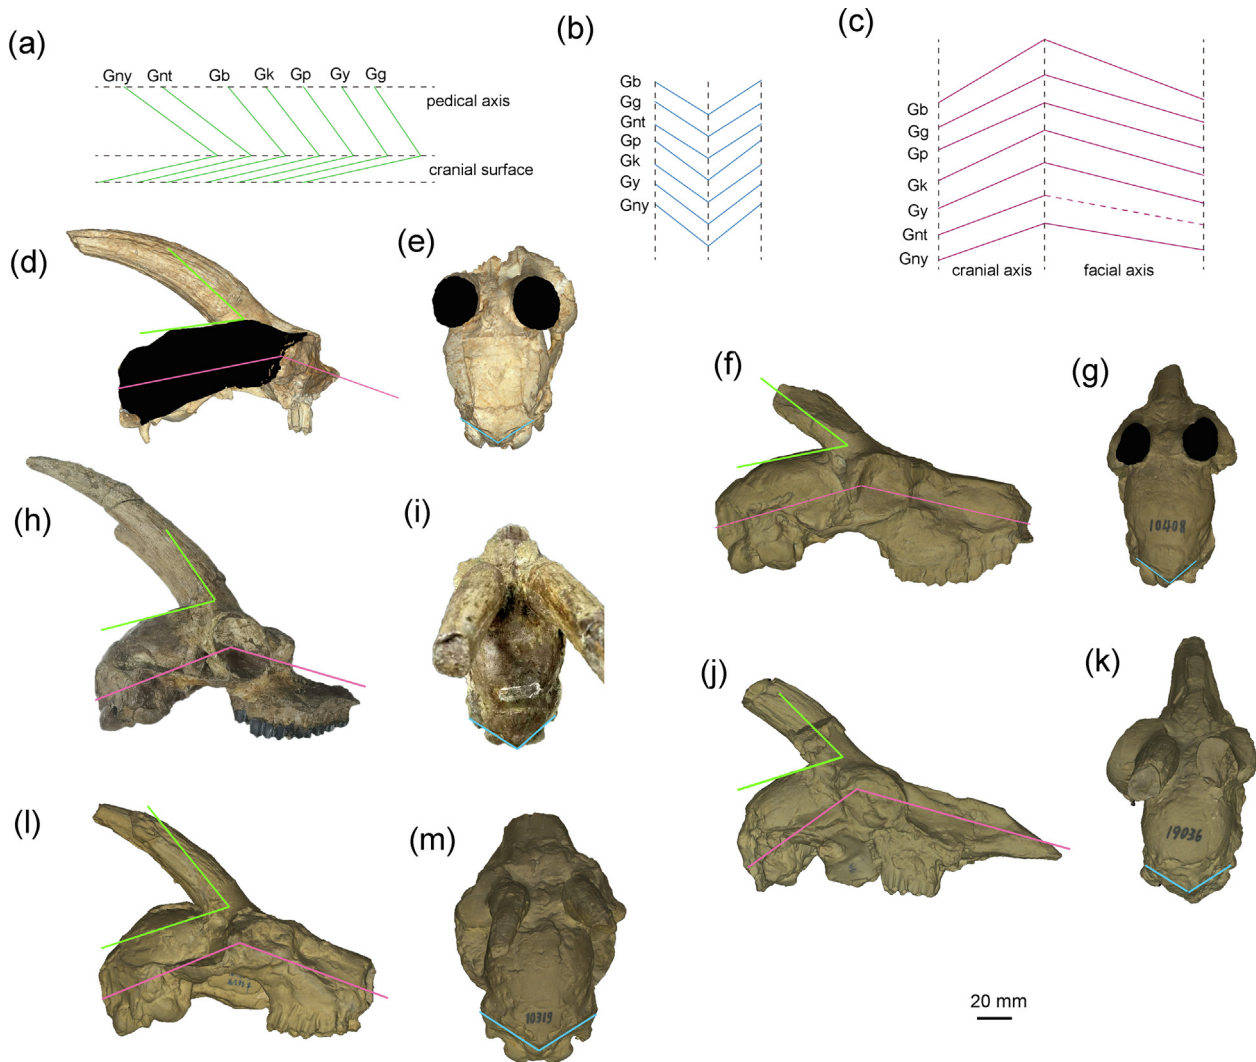 (a)
Gny Gnt Gb Gk Gp Gy Gg
pedical axis
cranial surface
(b)
Gb
Gg
Gnt
Gp
Gk
Gy
Gny
(c)
Gb
Gg
Gp
Gk
Gy
Gnt
Gny
cranial axis facial axis
(d)
(e)
(f)
(g)
10408
(h)
(i)
(j)
(k)
19036
(l)
(m)
10319
20 mm